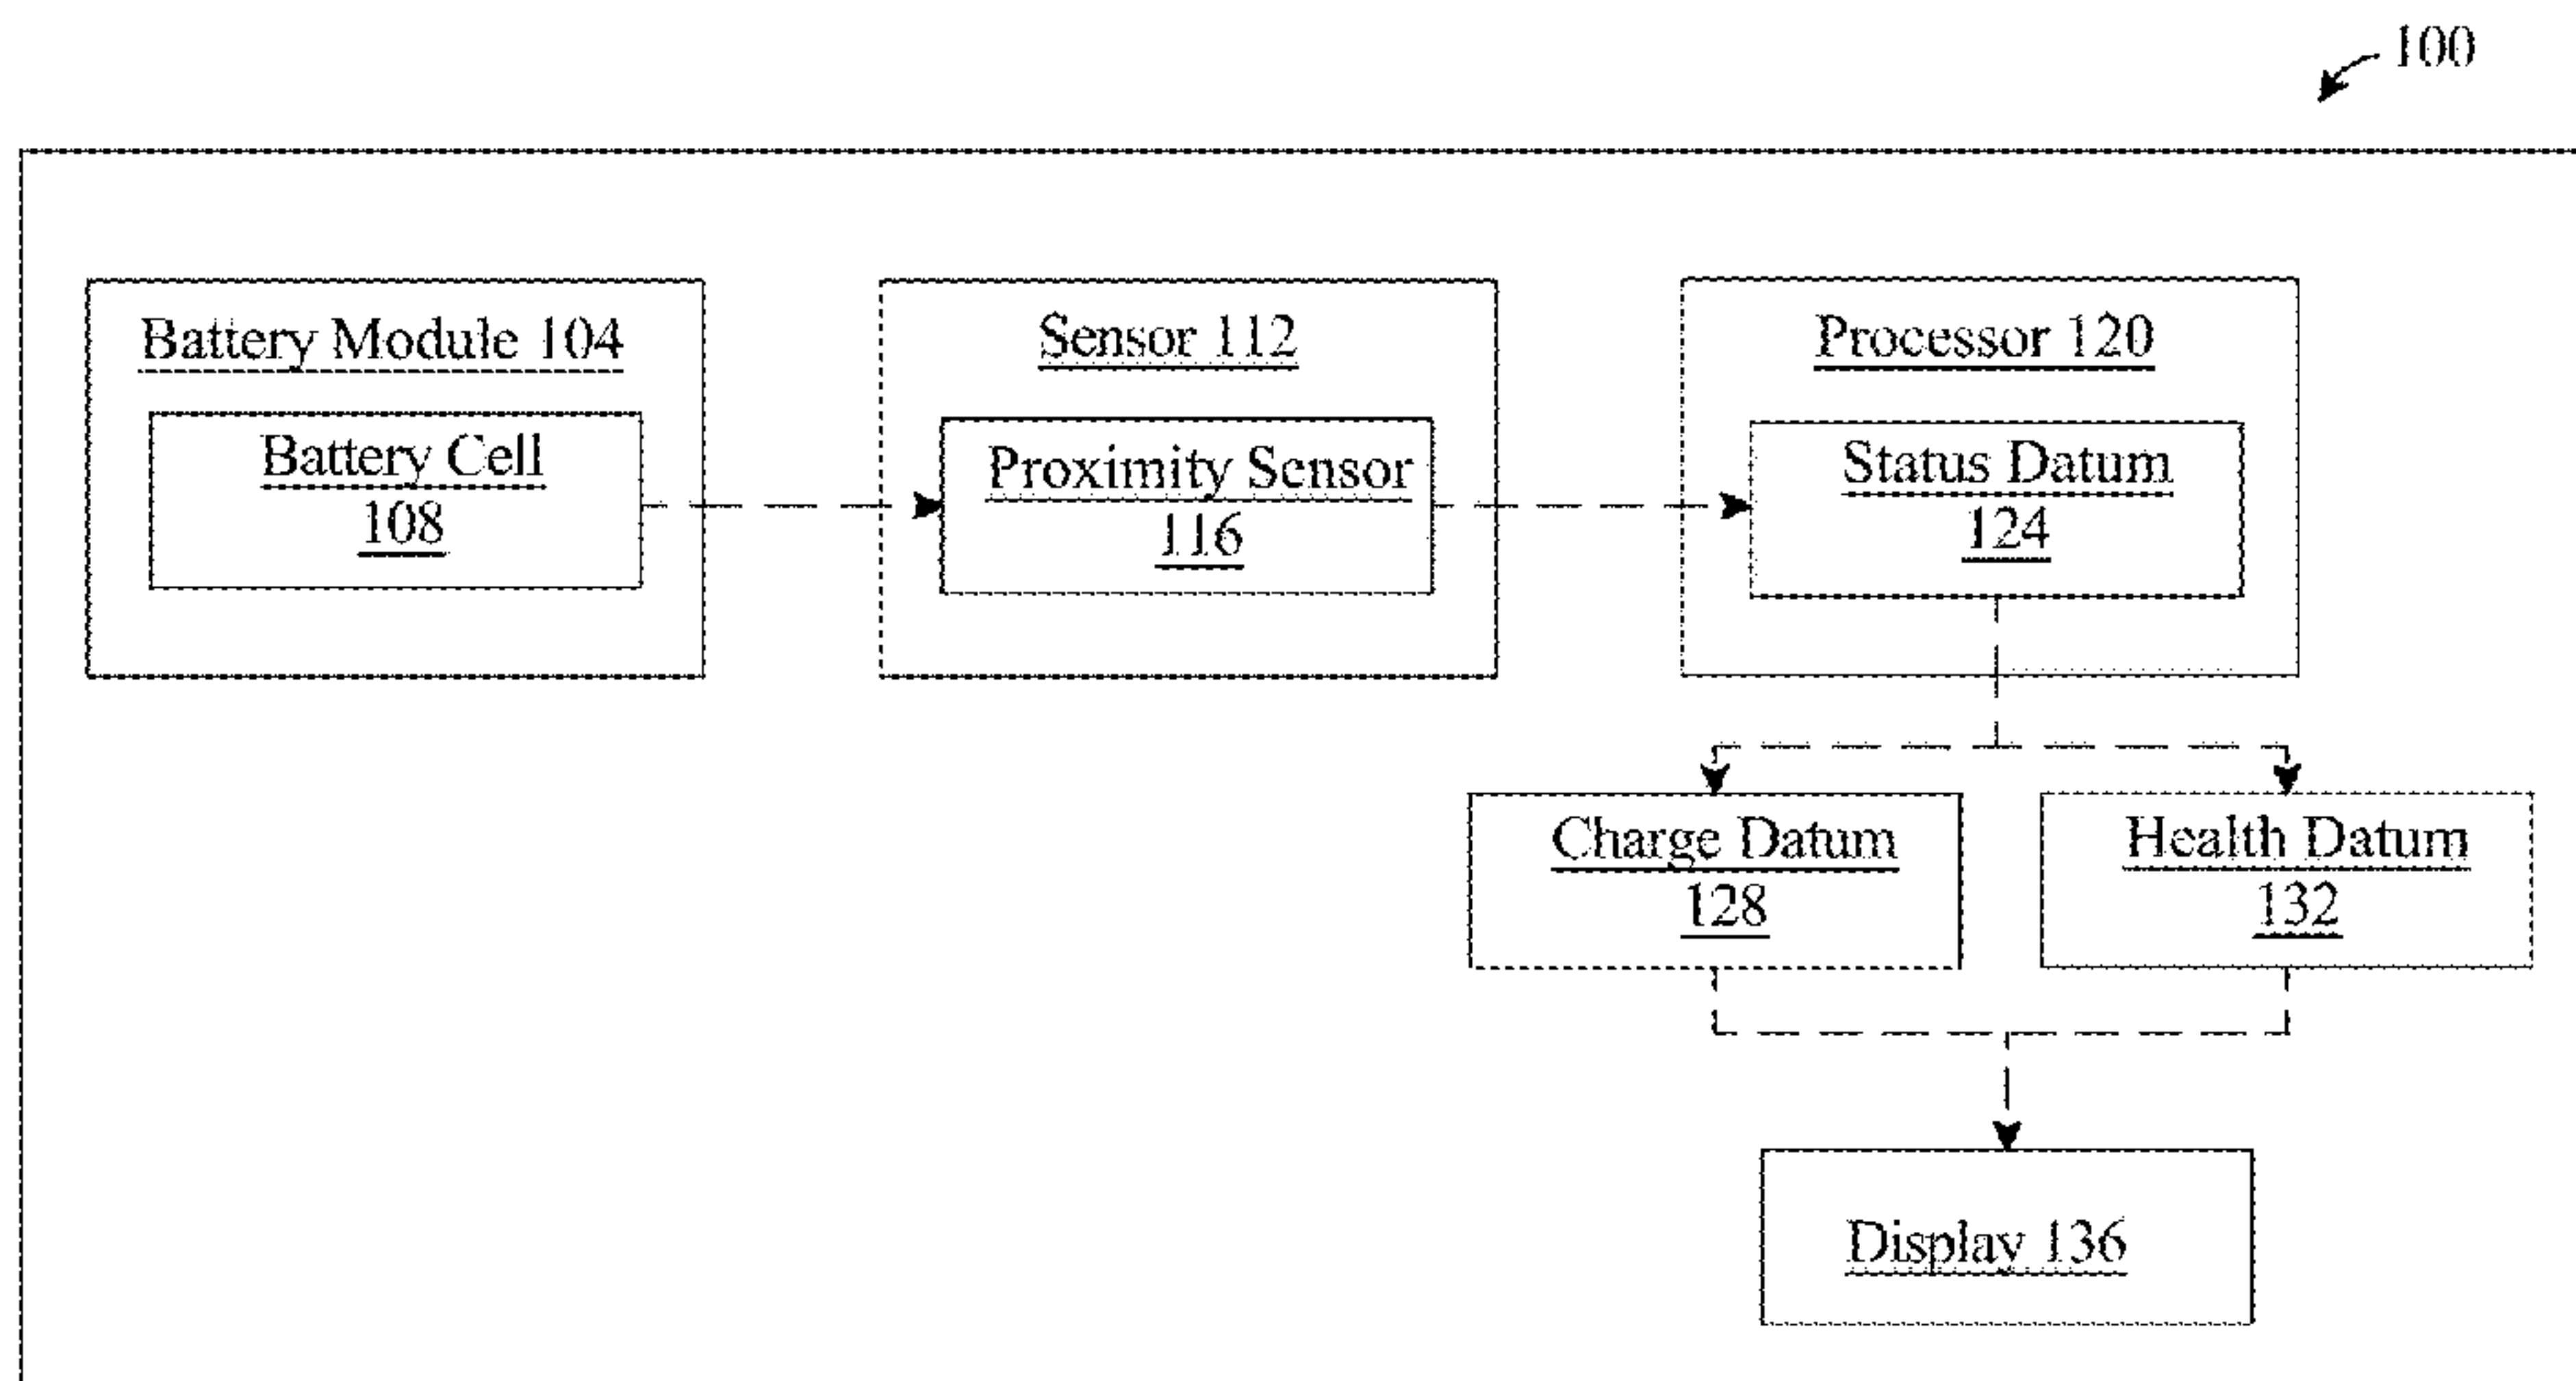 100
Battery Module 104
Battery Cell
108
Sensor 112
Proximity Sensor
116
Processor 120
Status Datum
124
Charge Datum
128
Health Datum
132
Display 136